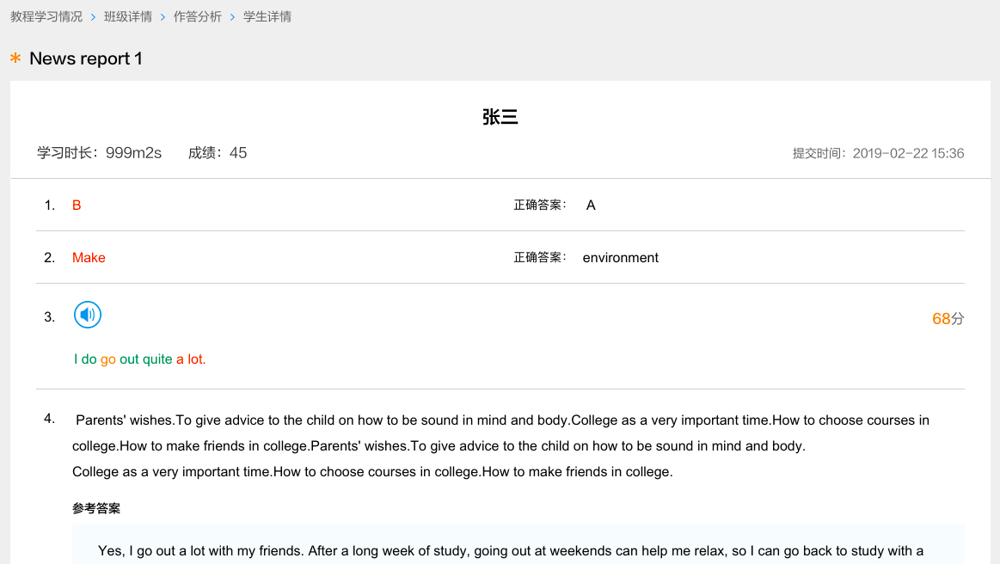 教程学习情况 > 班级详情 > 作答分析 > 学生详情
* News report 1
张三
学习时长：999m2s 成绩：45 提交时间：2019-02-22 15:36
1. B 正确答案： A
2. Make 正确答案： environment
3. 68分
I do go out quite a lot.
4. Parents' wishes.To give advice to the child on how to be sound in mind and body.College as a very important time.How to choose courses in
college.How to make friends in college.Parents' wishes.To give advice to the child on how to be sound in mind and body.
College as a very important time.How to choose courses in college.How to make friends in college.
参考答案
Yes, I go out a lot with my friends. After a long week of study, going out at weekends can help me relax, so I can go back to study with a